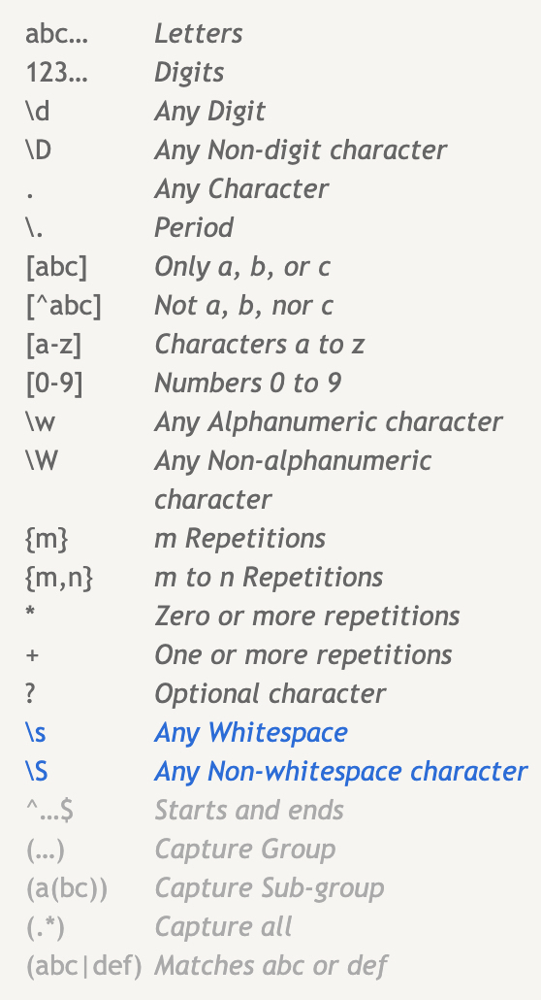 abc… Letters
123… Digits
\d Any Digit
\D Any Non-digit character
. Any Character
\. Period
[abc] Only a, b, or c
[^abc] Not a, b, nor c
[a-z] Characters a to z
[0-9] Numbers 0 to 9
\w Any Alphanumeric character
\W Any Non-alphanumeric
character
{m} m Repetitions
{m,n} m to n Repetitions
* Zero or more repetitions
+ One or more repetitions
? Optional character
\s Any Whitespace
\S Any Non-whitespace character
^…$ Starts and ends
(…) Capture Group
(a(bc)) Capture Sub-group
(.*) Capture all
(abc|def) Matches abc or def